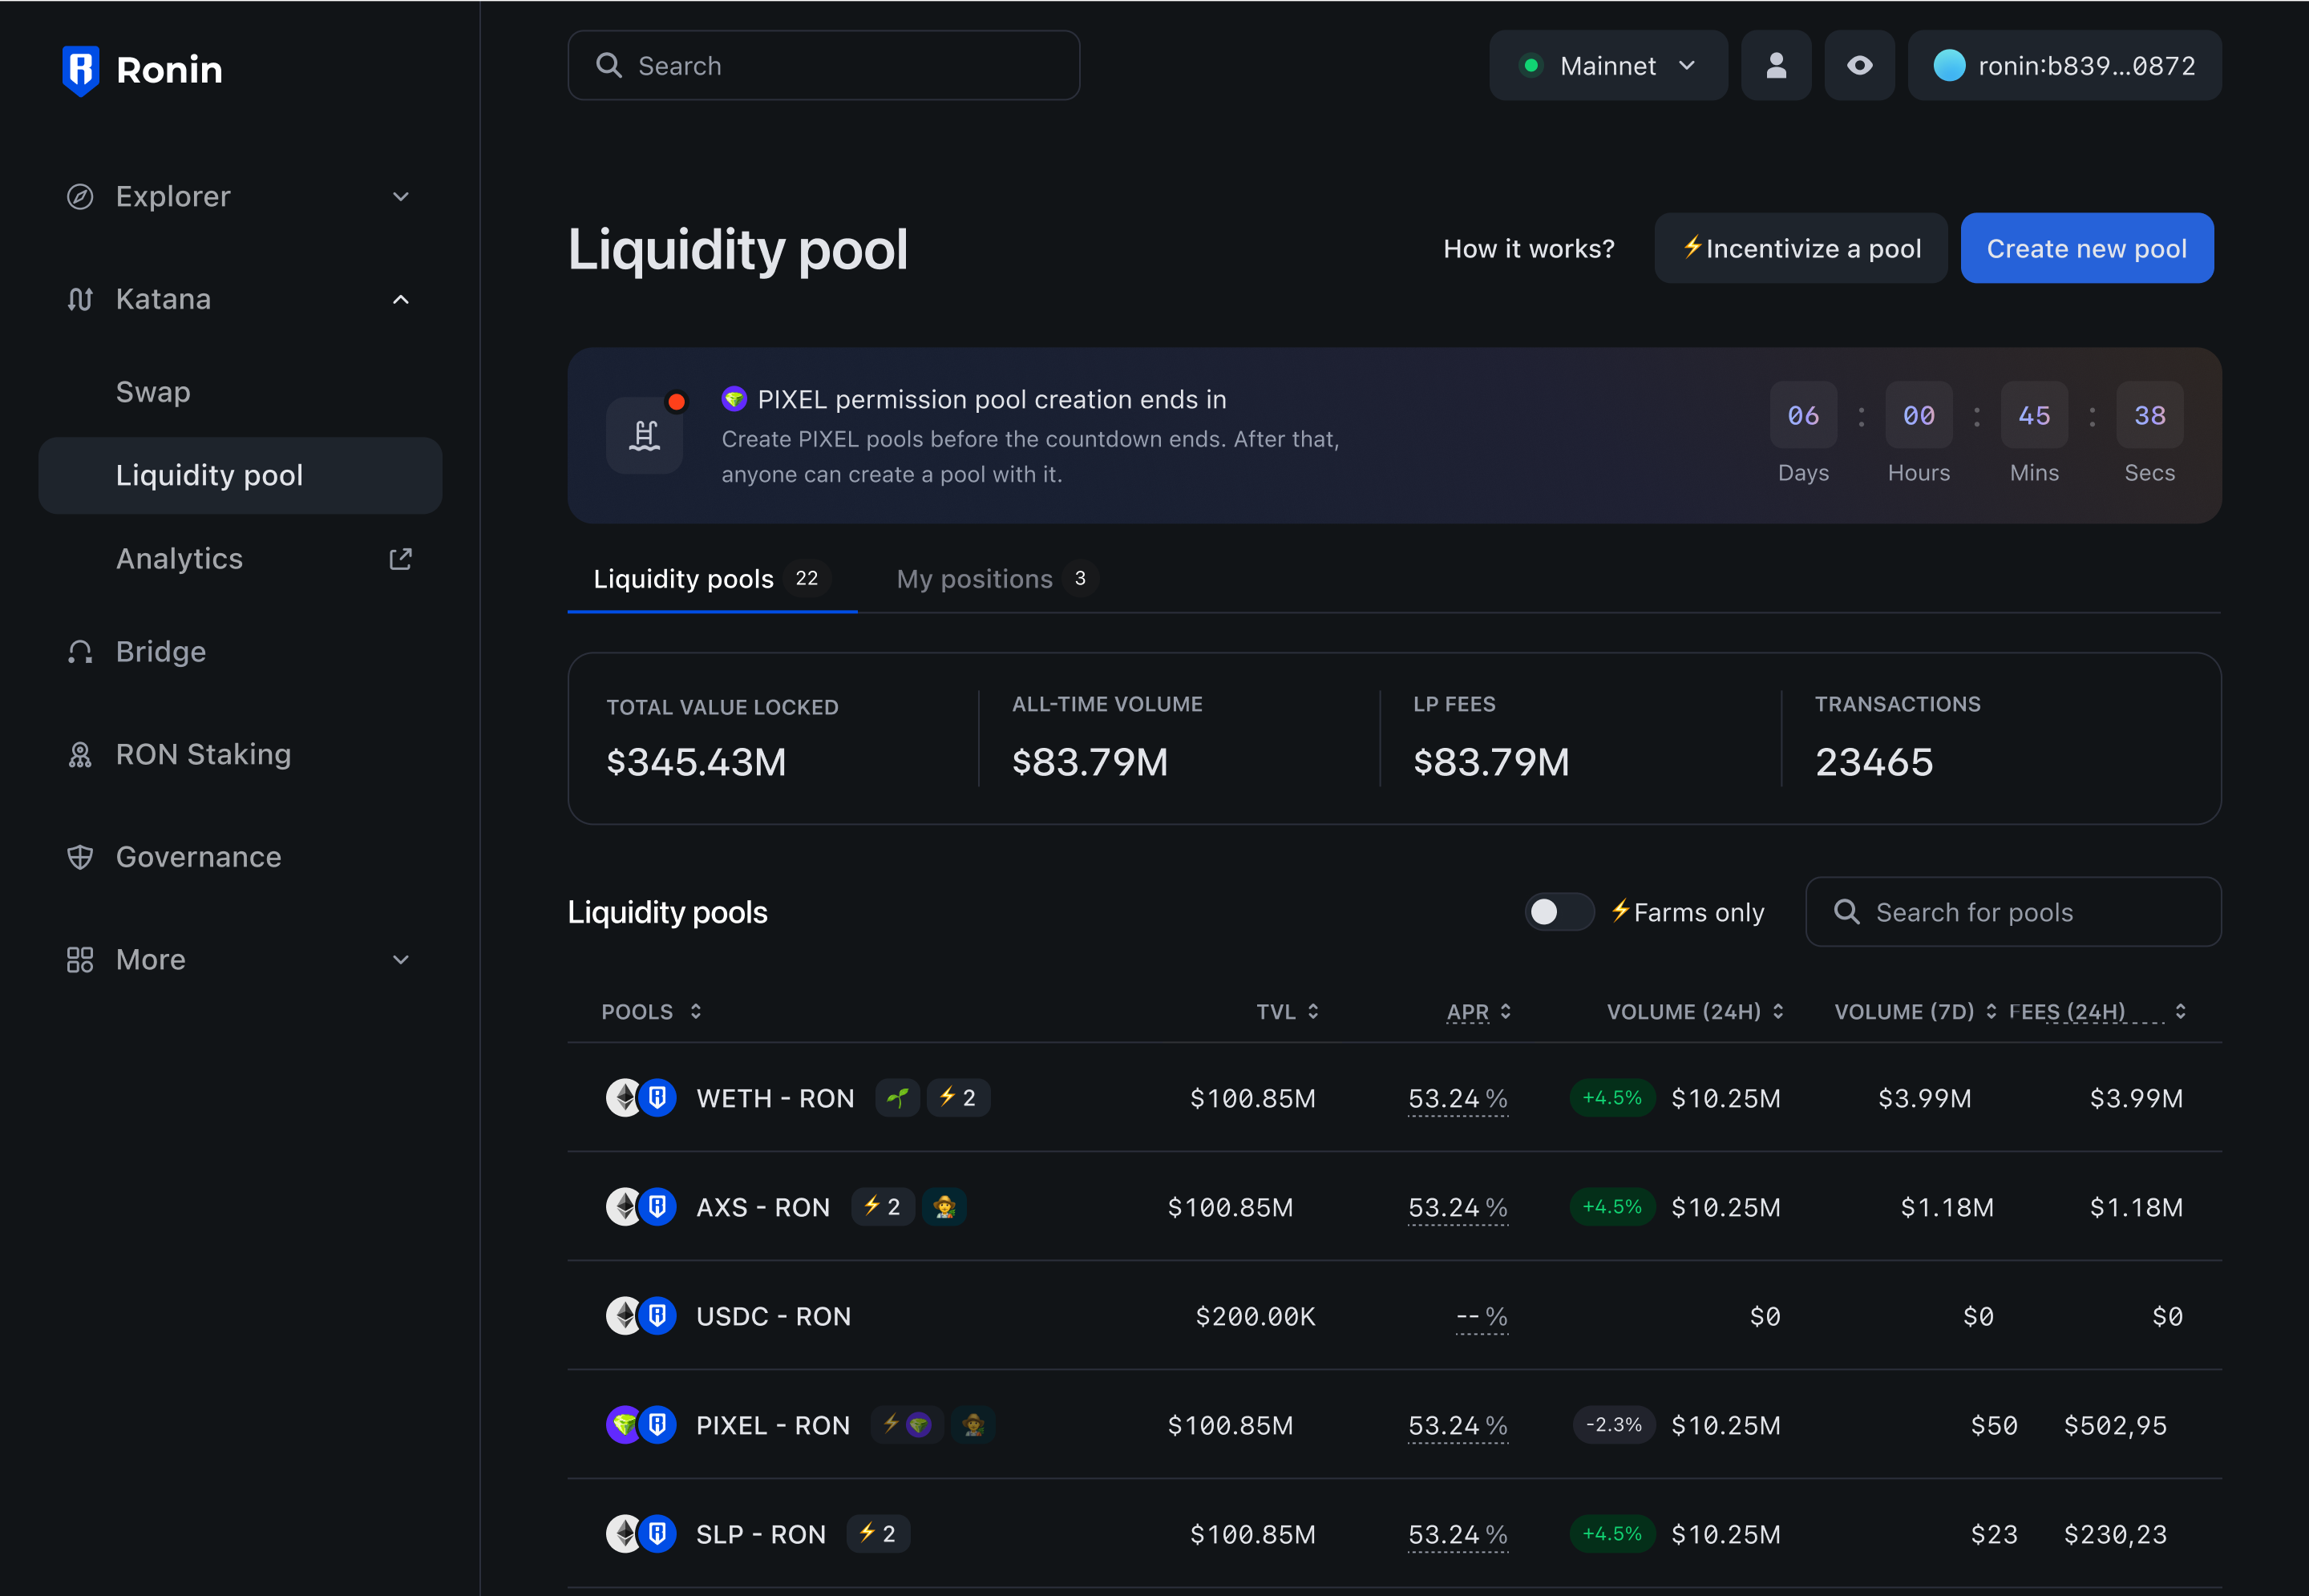 Ronin
Search
Mainnet
ronin:b839...0872
Explorer
Katana
Swap
Liquidity pool
Analytics
Bridge
RON Staking
Governance
More
Liquidity pool
How it works?
⚡Incentivize a pool
Create new pool
PIXEL permission pool creation ends in
Create PIXEL pools before the countdown ends. After that,
anyone can create a pool with it.
06 : 00 : 45 : 38
Days Hours Mins Secs
Liquidity pools 22
My positions 3
TOTAL VALUE LOCKED
$345.43M
ALL-TIME VOLUME
$83.79M
LP FEES
$83.79M
TRANSACTIONS
23465
Liquidity pools
⚡Farms only
Search for pools
POOLS TVL APR VOLUME (24H) VOLUME (7D) FEES (24H)
WETH - RON ⚡2 $100.85M 53.24% +4.5% $10.25M $3.99M $3.99M
AXS - RON ⚡2 $100.85M 53.24% +4.5% $10.25M $1.18M $1.18M
USDC - RON $200.00K --% $0 $0 $0
PIXEL - RON $100.85M 53.24% -2.3% $10.25M $50 $502,95
SLP - RON ⚡2 $100.85M 53.24% +4.5% $10.25M $23 $230,23